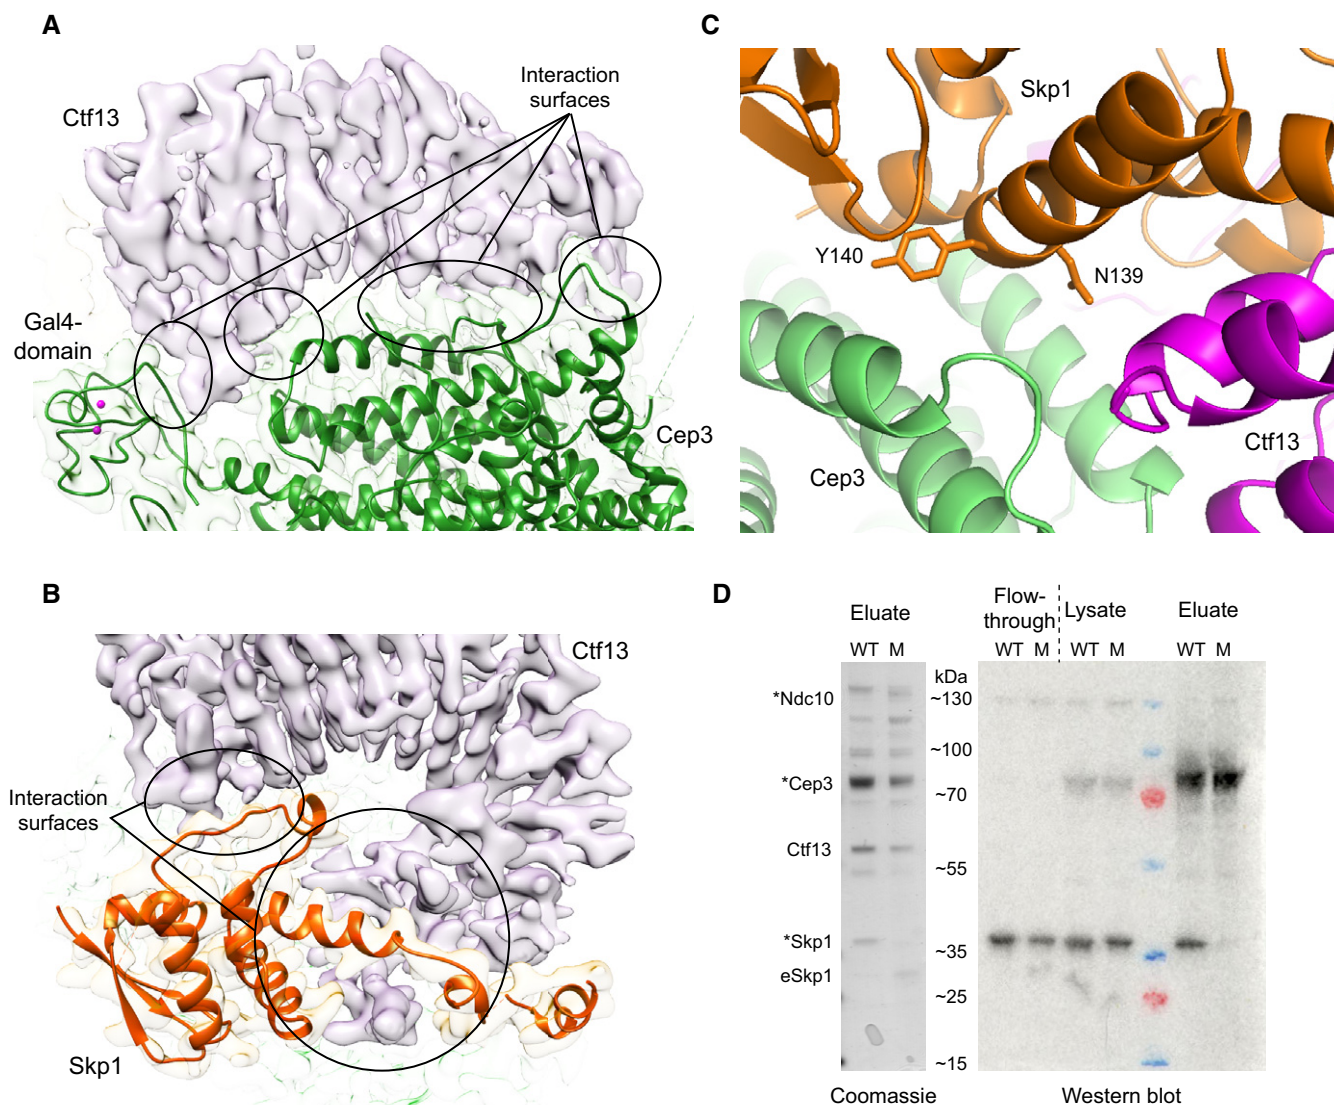 A
Ctf13
Interaction
surfaces
Gal4-
domain
Cep3
B
Ctf13
Interaction
surfaces
Skp1
C
Skp1
Y140
N139
Cep3
Ctf13
D
Eluate
WT M
Flow-
through
Lysate
Eluate
WT M WT M WT M
kDa
*Ndc10
~130
~100
*Cep3
~70
Ctf13
~55
*Skp1
~35
eSkp1
~25
~15
Coomassie
Western blot